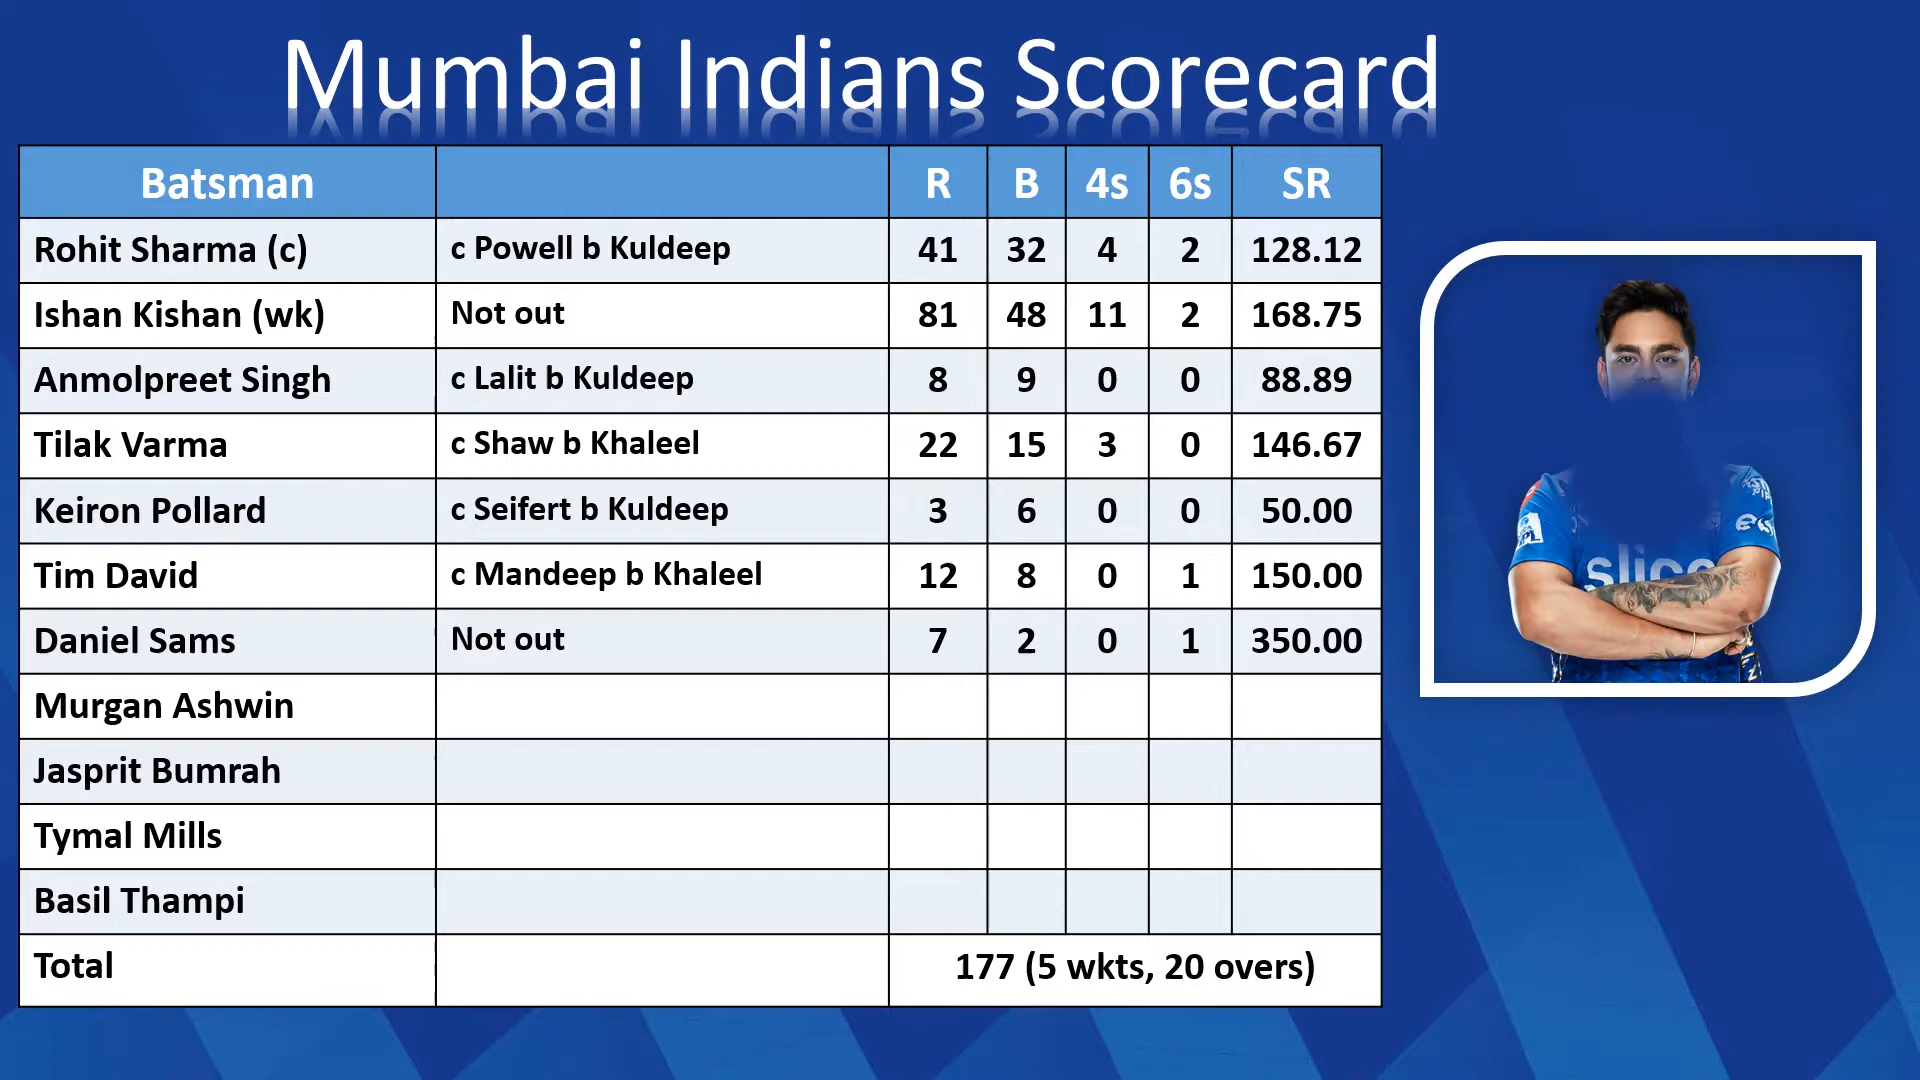 Mumbai Indians Scorecard
Batsman R B 4s 6s SR
Rohit Sharma (c) c Powell b Kuldeep 41 32 4 2 128.12
Ishan Kishan (wk) Not out 81 48 11 2 168.75
Anmolpreet Singh c Lalit b Kuldeep 8 9 0 0 88.89
Tilak Varma c Shaw b Khaleel 22 15 3 0 146.67
Keiron Pollard c Seifert b Kuldeep 3 6 0 0 50.00
Tim David c Mandeep b Khaleel 12 8 0 1 150.00
Daniel Sams Not out 7 2 0 1 350.00
Murgan Ashwin
Jasprit Bumrah
Tymal Mills
Basil Thampi
Total 177 (5 wkts, 20 overs)
slice